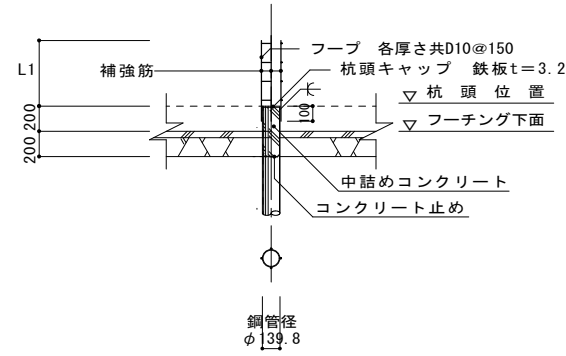 フープ 各厚さ共D10@150
杭頭キャップ 鉄板t=3.2
L1
補強筋
▽ 杭頭位置
100
▽ フーチング下面
200
200
中詰めコンクリート
コンクリート止め
鋼管径
φ139.8